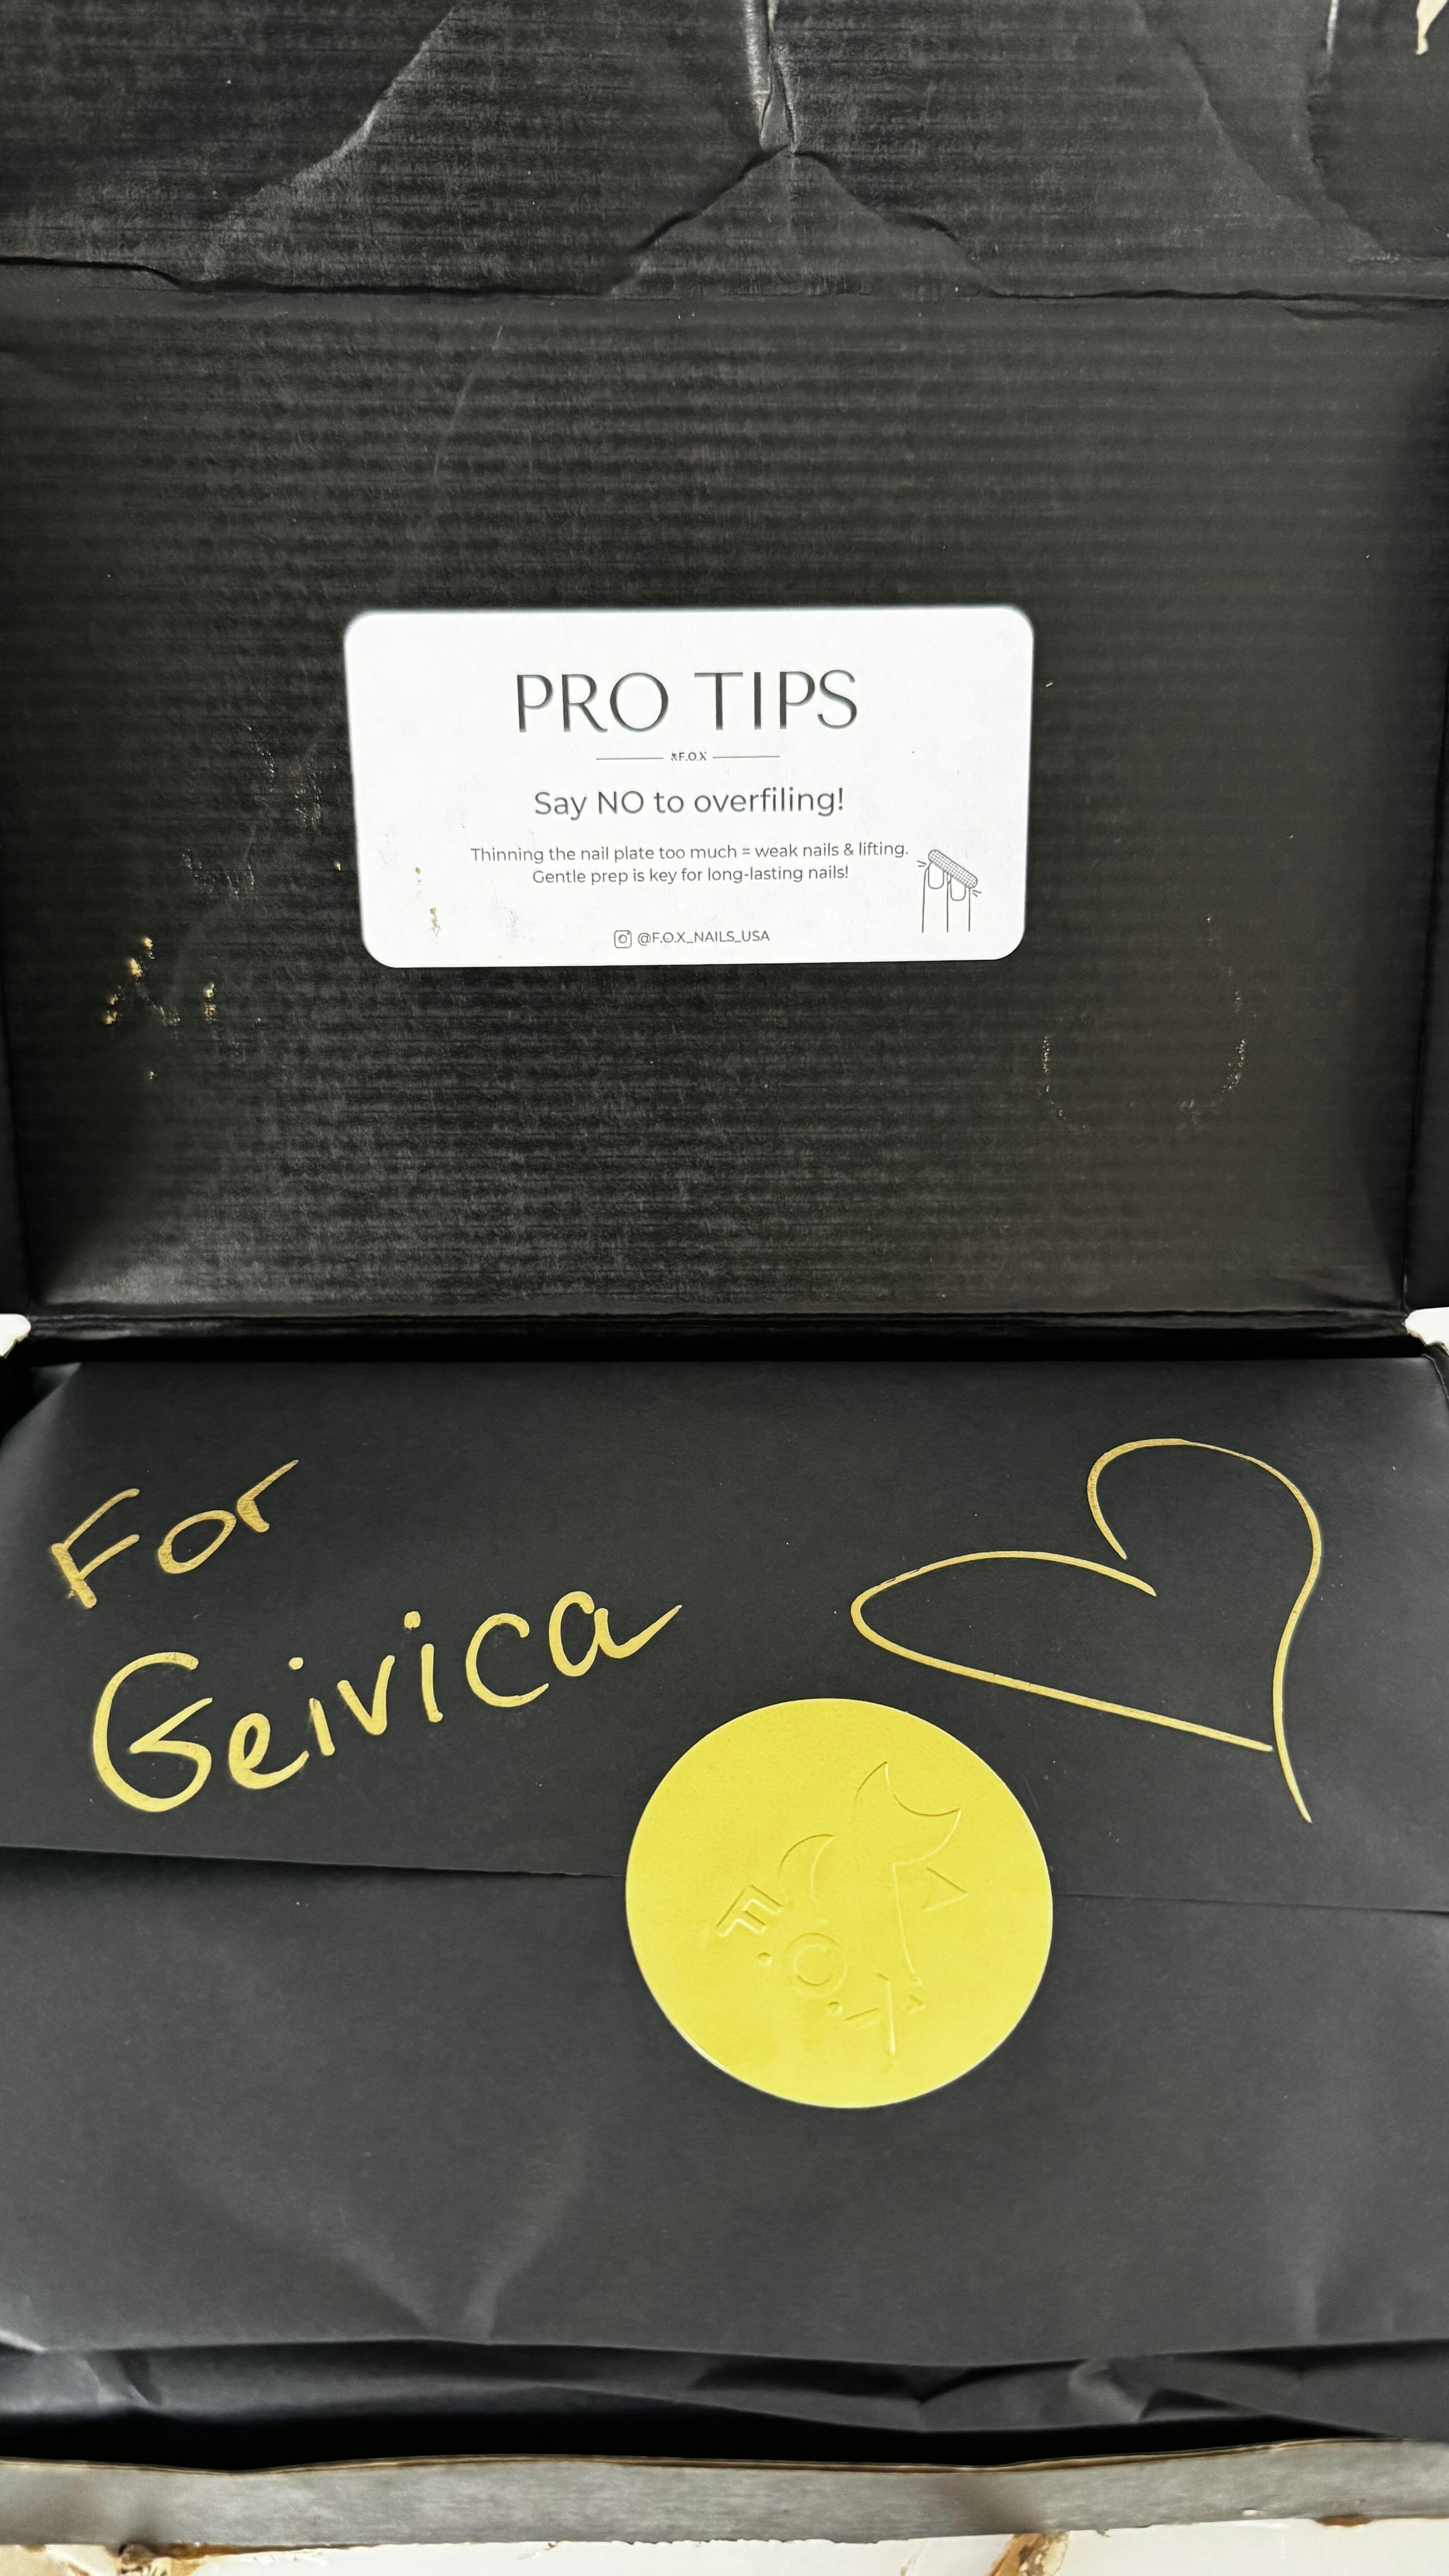 PRO TIPS
F.O.X
Say NO to overfiling!
Thinning the nail plate too much = weak nails & lifting.
Gentle prep is key for long-lasting nails!
@F.O.X_NAILS_USA
For
Geivica
F.O.X